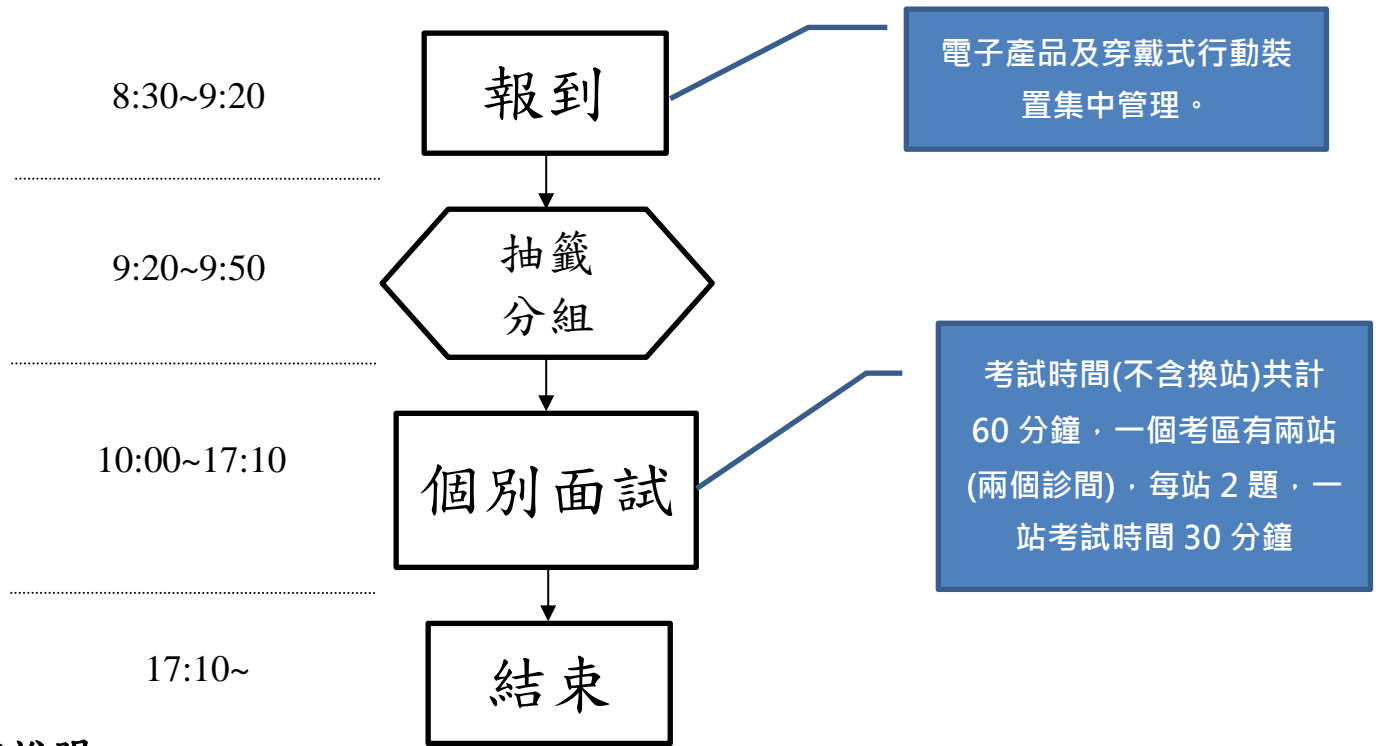 8:30~9:20
報到
電子產品及穿戴式行動裝
置集中管理。
9:20~9:50
抽籤
分組
10:00~17:10
個別面試
考試時間(不含換站)共計
60 分鐘，一個考區有兩站
(兩個診間)，每站 2 題，一
站考試時間 30 分鐘
17:10~
結束